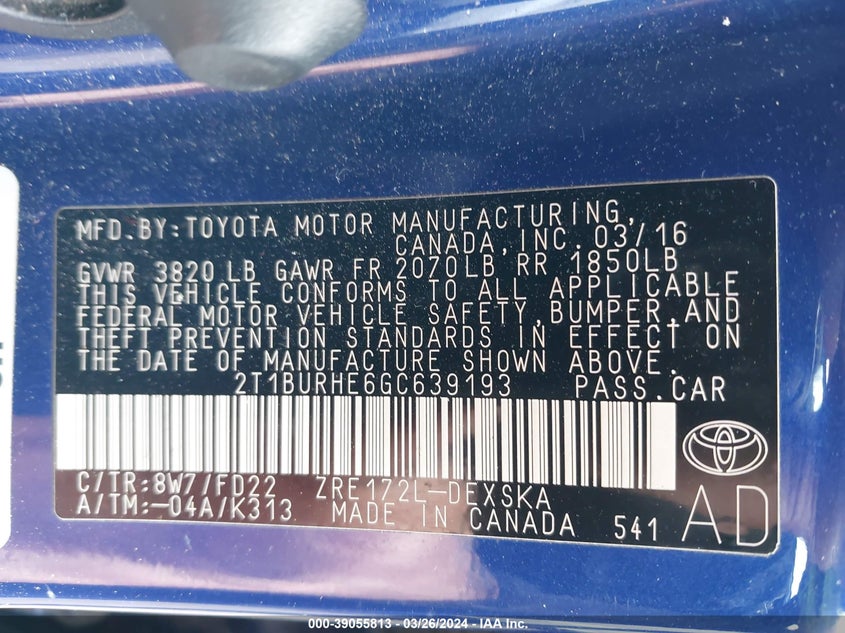 MFD.BY:TOYOTA MOTOR MANUFACTURING,
CANADA,INC. 03/16
GVWR 3820 LB GAWR FR 2070LB RR 1850LB
THIS VEHICLE CONFORMS TO ALL APPLICABLE
FEDERAL MOTOR VEHICLE SAFETY,BUMPER,AND
THEFT PREVENTION STANDARDS IN EFFECT ON
THE DATE OF MANUFACTURE SHOWN ABOVE.
2T1BURHE6GC639193 PASS.CAR
C/TR:8W7/FD22 ZRE172L-DEXSKA
A/TM:-04A/K313 MADE IN CANADA 541
AD
000-39055813 - 03/26/2024 - IAA Inc.